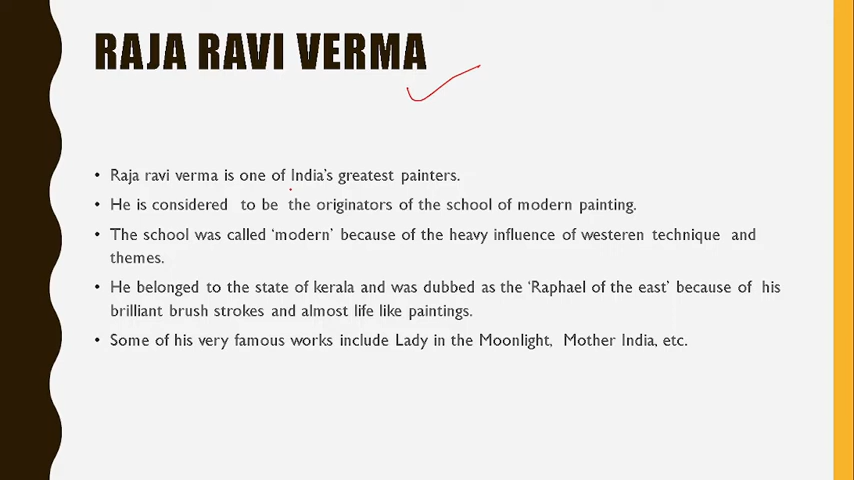 RAJA RAVI VERMA
• Raja ravi verma is one of India's greatest painters.
• He is considered to be the originators of the school of modern painting.
• The school was called 'modern' because of the heavy influence of westeren technique and
themes.
• He belonged to the state of kerala and was dubbed as the 'Raphael of the east' because of his
brilliant brush strokes and almost life like paintings.
• Some of his very famous works include Lady in the Moonlight, Mother India, etc.